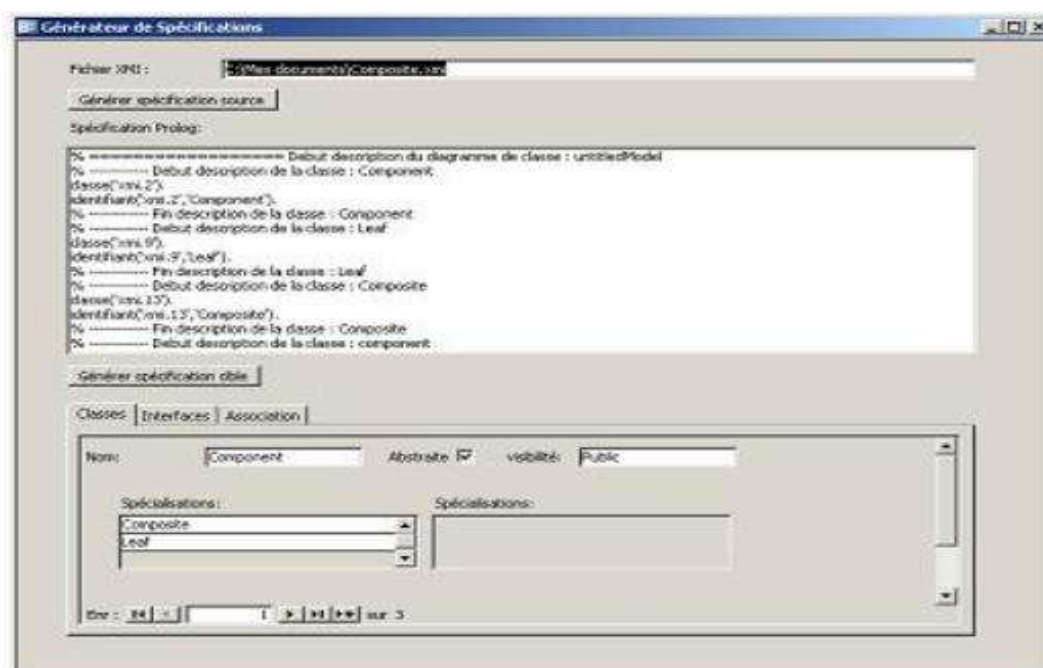 Générateur de Spécifications
Fichier XMI : C:\Mes documents\Composite.xmi
Générer spécification source
Spécification Prolog:
% ==================== Debut description du diagramme de classe : untitledModel
% ----------- Debut description de la classe : Component
classe('xmi.2').
identifiant('xmi.2','Component').
% ----------- Fin description de la classe : Component
% ----------- Debut description de la classe : Leaf
classe('xmi.9').
identifiant('xmi.9','Leaf').
% ----------- Fin description de la classe : Leaf
% ----------- Debut description de la classe : Composite
classe('xmi.13').
identifiant('xmi.13','Composite').
% ----------- Fin description de la classe : Composite
% ----------- Debut description de la classe : component
Générer spécification cible
Classes Interfaces Association
Nom: Component Abstraite visibilité: Public
Spécialisations: Spécialisations:
Composite
Leaf
Enr : 1 sur 3